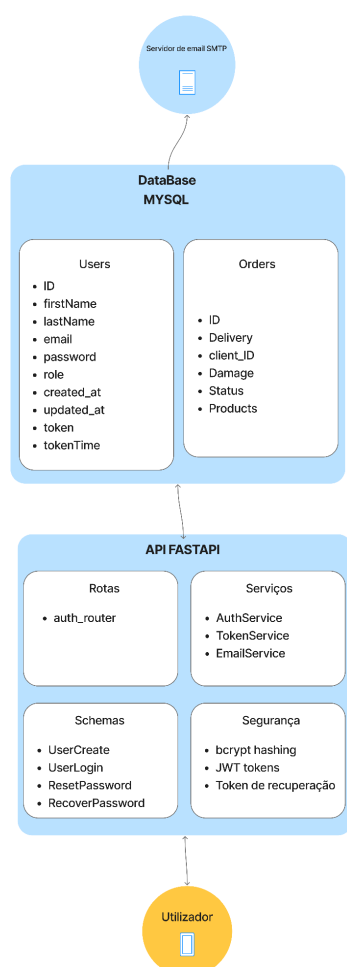 Servidor de email SMTP
DataBase
MYSQL
Users
ID
firstName
lastName
email
password
role
created_at
updated_at
token
tokenTime
Orders
ID
Delivery
client_ID
Damage
Status
Products
API FASTAPI
Rotas
auth_router
Serviços
AuthService
TokenService
EmailService
Schemas
UserCreate
UserLogin
ResetPassword
RecoverPassword
Segurança
bcrypt hashing
JWT tokens
Token de recuperação
Utilizador